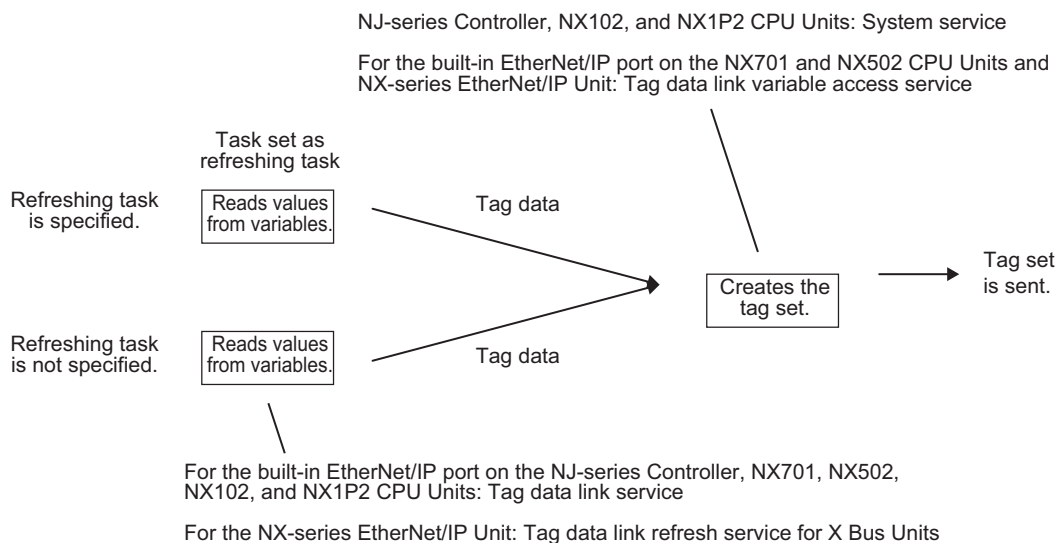 NJ-series Controller, NX102, and NX1P2 CPU Units: System service
For the built-in EtherNet/IP port on the NX701 and NX502 CPU Units and
NX-series EtherNet/IP Unit: Tag data link variable access service
Task set as
refreshing task
Refreshing task
is specified.
Reads values
from variables.
Tag data
Creates the
tag set.
Tag set
is sent.
Refreshing task
is not specified.
Reads values
from variables.
Tag data
For the built-in EtherNet/IP port on the NJ-series Controller, NX701, NX502,
NX102, and NX1P2 CPU Units: Tag data link service
For the NX-series EtherNet/IP Unit: Tag data link refresh service for X Bus Units